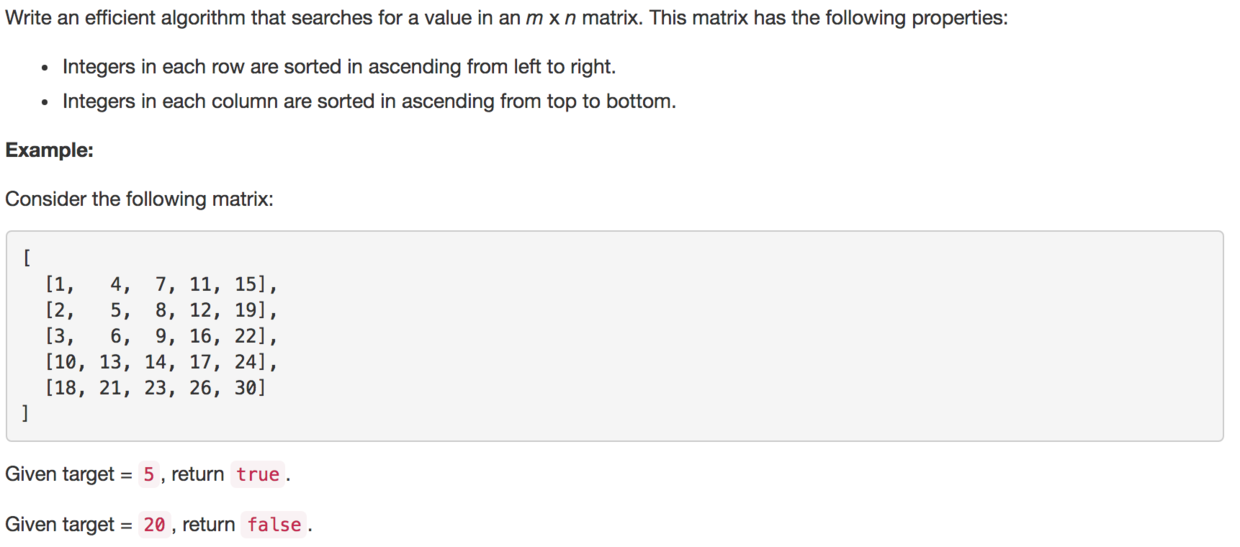 Write an efficient algorithm that searches for a value in an m x n matrix. This matrix has the following properties:
• Integers in each row are sorted in ascending from left to right.
• Integers in each column are sorted in ascending from top to bottom.
Example:
Consider the following matrix:
[
  [1,   4,  7, 11, 15],
  [2,   5,  8, 12, 19],
  [3,   6,  9, 16, 22],
  [10, 13, 14, 17, 24],
  [18, 21, 23, 26, 30]
]
Given target = 5, return true.
Given target = 20, return false.